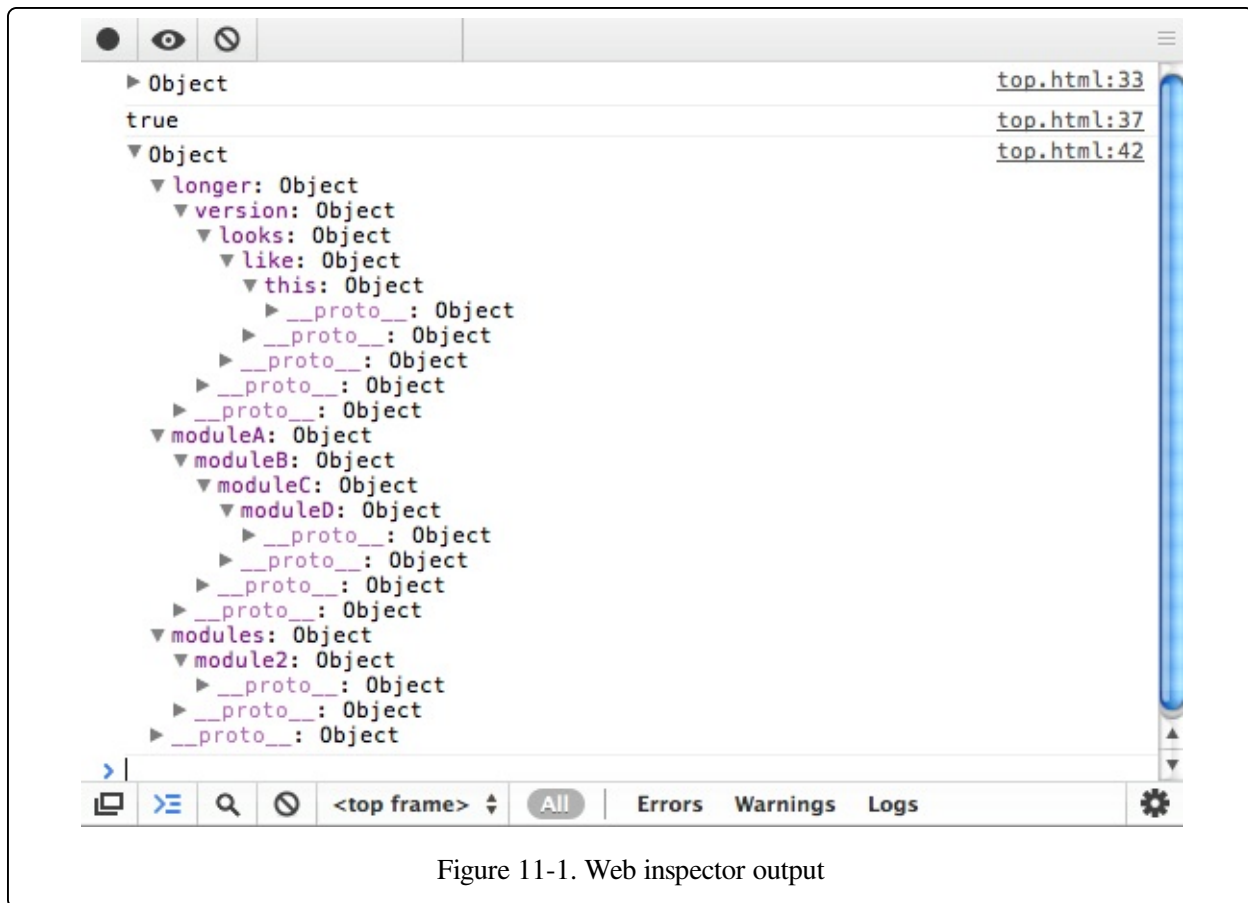 ▶ Object top.html:33
true top.html:37
▼ Object top.html:42
▼ longer: Object
▼ version: Object
▼ looks: Object
▼ like: Object
▼ this: Object
▶ __proto__: Object
▶ __proto__: Object
▶ __proto__: Object
▶ __proto__: Object
▶ __proto__: Object
▼ moduleA: Object
▼ moduleB: Object
▼ moduleC: Object
▼ moduleD: Object
▶ __proto__: Object
▶ __proto__: Object
▶ __proto__: Object
▶ __proto__: Object
▼ modules: Object
▼ module2: Object
▶ __proto__: Object
▶ __proto__: Object
▶ __proto__: Object
>
<top frame> All Errors Warnings Logs
Figure 11-1. Web inspector output